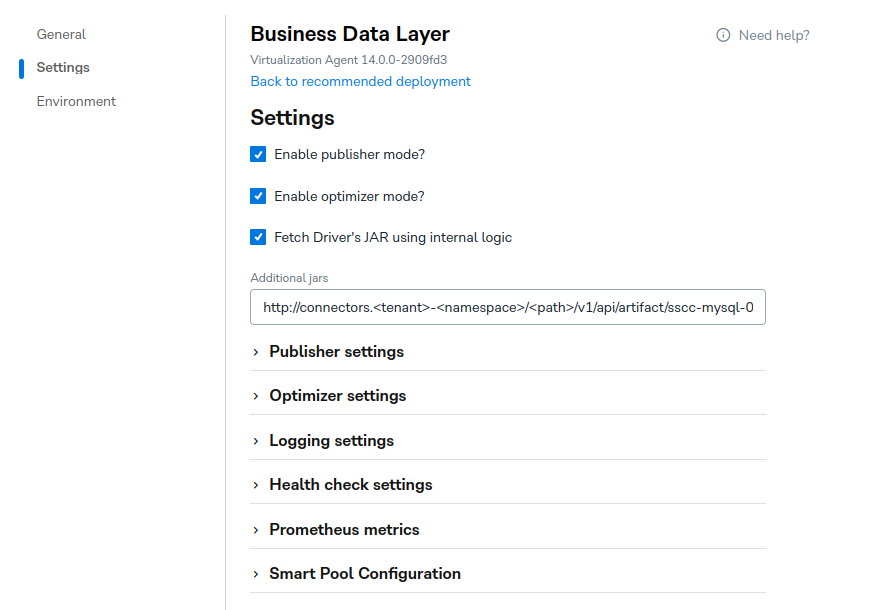 General
Settings
Environment
Business Data Layer
Need help?
Virtualization Agent 14.0.0-2909fd3
Back to recommended deployment
Settings
Enable publisher mode?
Enable optimizer mode?
Fetch Driver's JAR using internal logic
Additional jars
http://connectors.<tenant>-<namespace>/<path>/v1/api/artifact/sscc-mysql-0
Publisher settings
Optimizer settings
Logging settings
Health check settings
Prometheus metrics
Smart Pool Configuration